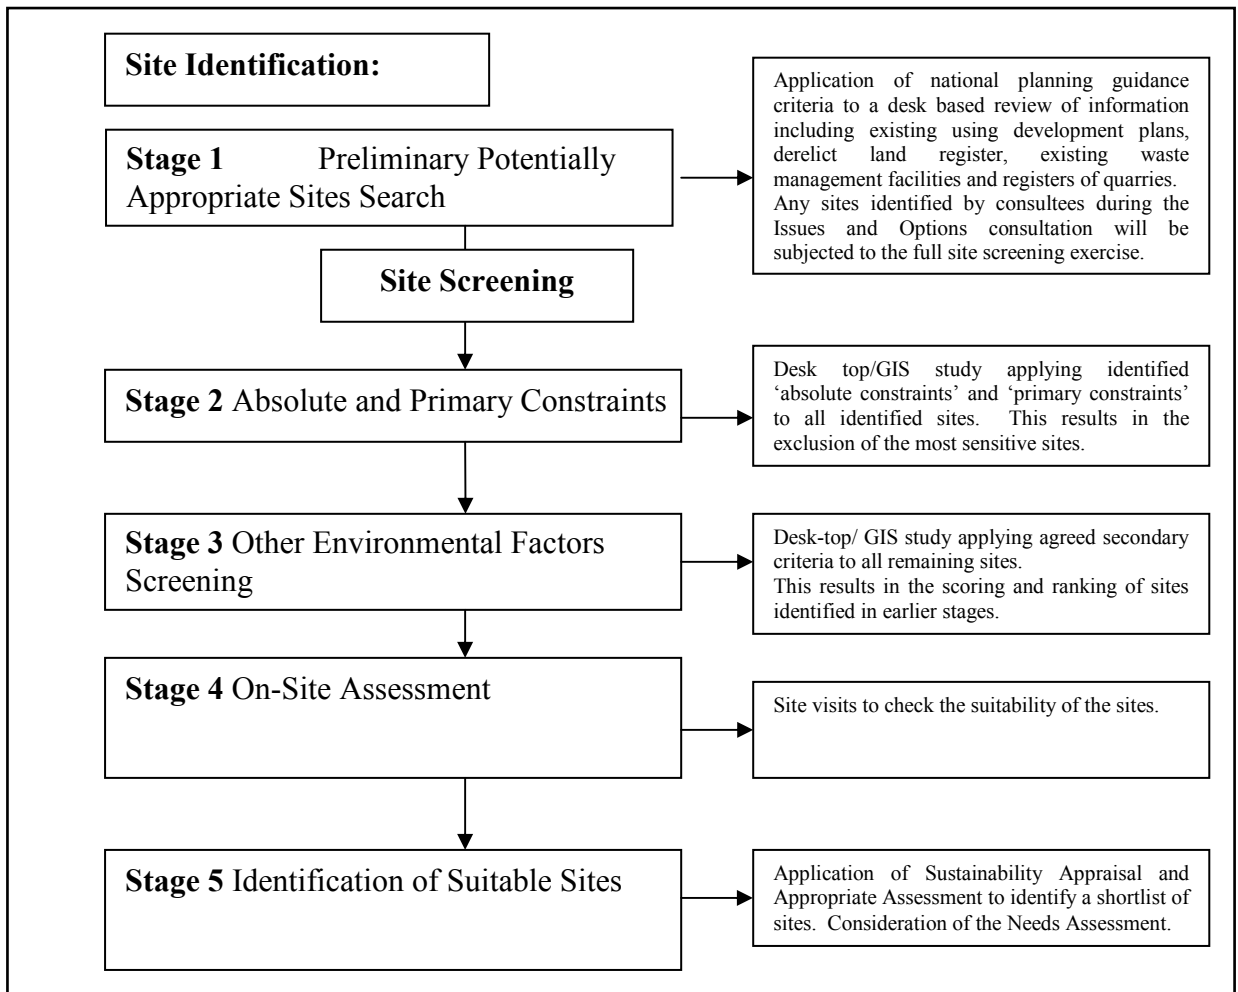 Site Identification:
Stage 1 Preliminary Potentially
Appropriate Sites Search
Application of national planning guidance
criteria to a desk based review of information
including existing using development plans,
derelict land register, existing waste
management facilities and registers of quarries.
Any sites identified by consultees during the
Issues and Options consultation will be
subjected to the full site screening exercise.
Site Screening
Stage 2 Absolute and Primary Constraints
Desk top/GIS study applying identified
‘absolute constraints’ and ‘primary constraints’
to all identified sites. This results in the
exclusion of the most sensitive sites.
Stage 3 Other Environmental Factors
Screening
Desk-top/ GIS study applying agreed secondary
criteria to all remaining sites.
This results in the scoring and ranking of sites
identified in earlier stages.
Stage 4 On-Site Assessment
Site visits to check the suitability of the sites.
Stage 5 Identification of Suitable Sites
Application of Sustainability Appraisal and
Appropriate Assessment to identify a shortlist of
sites. Consideration of the Needs Assessment.